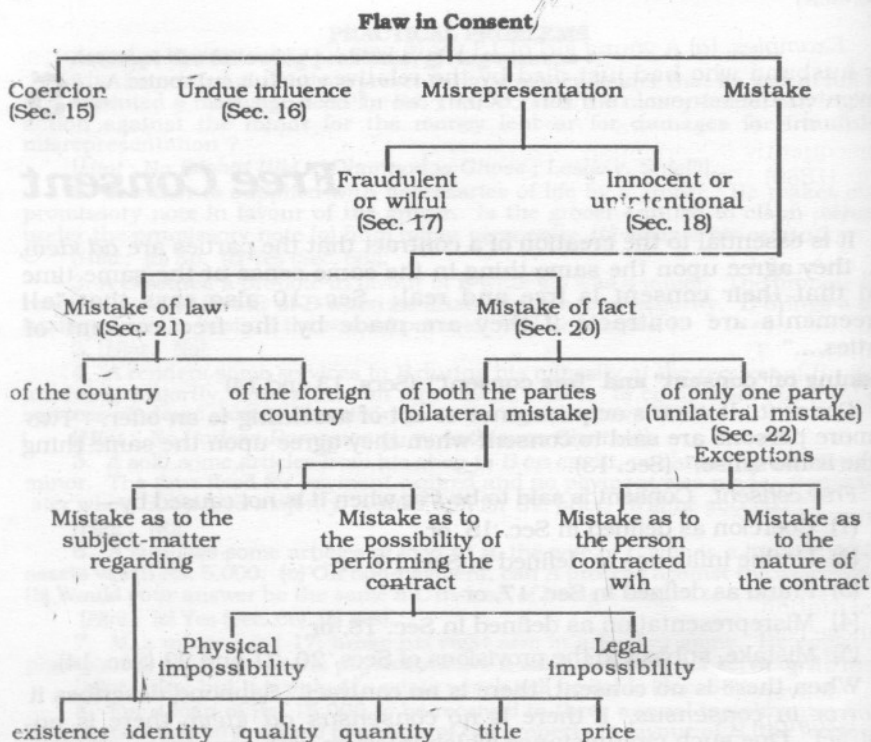 Flaw in Consent
Coercion Undue influence Misrepresentation Mistake
(Sec. 15) (Sec. 16)
Fraudulent Innocent or
or wilful unintentional
(Sec. 17) (Sec. 18)
Mistake of law Mistake of fact
(Sec. 21) (Sec. 20)
of the country of the foreign of both the parties of only one party
country (bilateral mistake) (unilateral mistake)
(Sec. 22)
Exceptions
Mistake as to the Mistake as to Mistake as to Mistake as
subject-matter the possibility of the person to the
regarding performing the contracted nature of
contract wih the contract
Physical Legal
impossibility impossibility
existence identity quality quantity title price